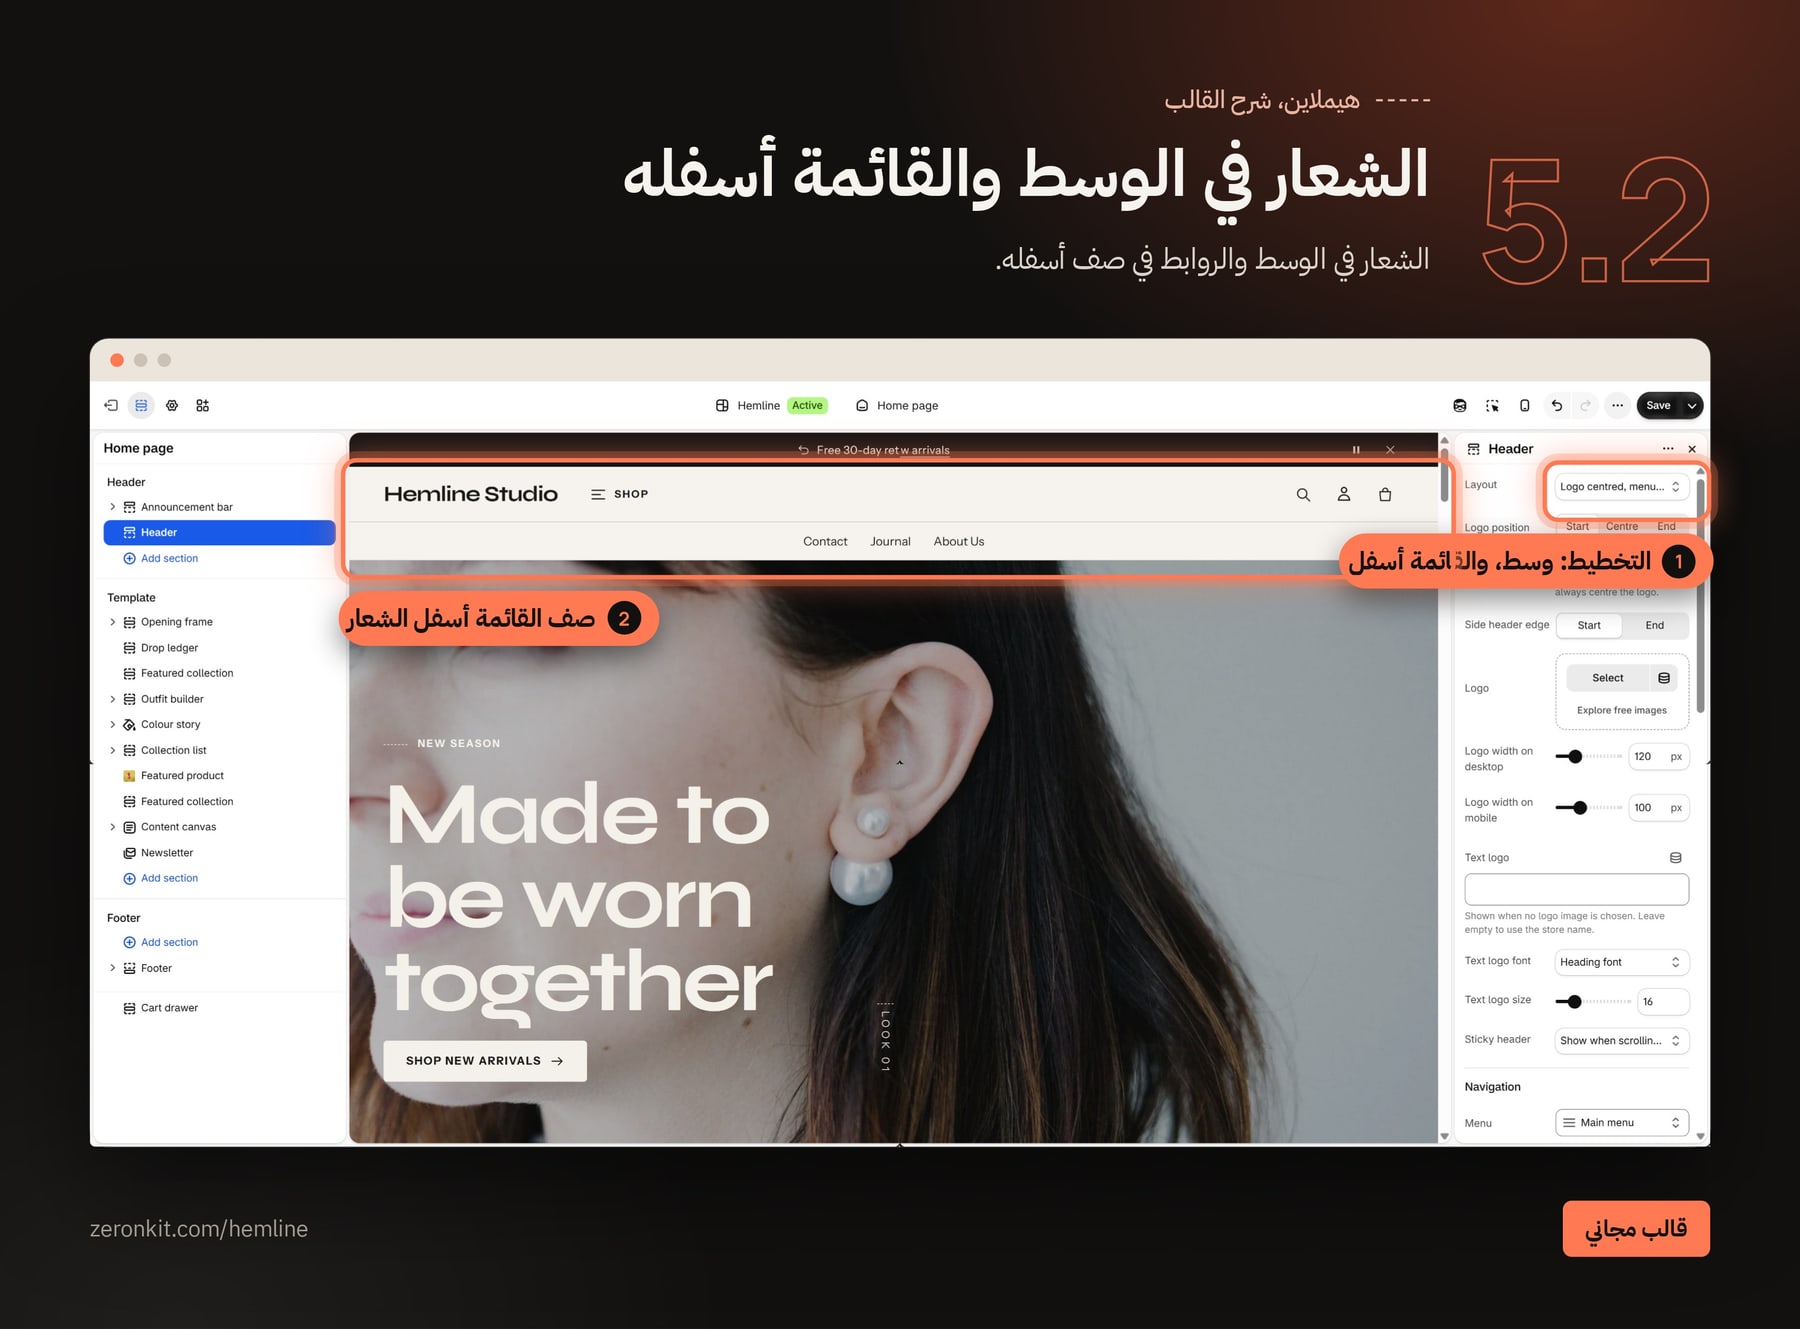 هيملاين، شرح القالب
الشعار في الوسط والقائمة أسفله
الشعار في الوسط والروابط في صف أسفله.
5.2
Hemline
Active
Home page
Save
Home page
Header
Announcement bar
Header
Add section
Template
Opening frame
Drop ledger
Featured collection
Outfit builder
Colour story
Collection list
Featured product
Featured collection
Content canvas
Newsletter
Add section
Footer
Add section
Footer
Cart drawer
Free 30-day ret w arrivals
Hemline Studio
SHOP
Contact
Journal
About Us
2 صف القائمة أسفل الشعار
NEW SEASON
Made to
be worn
together
SHOP NEW ARRIVALS
LOOK 01
Header
Layout
Logo centred, menu...
Logo position
Start
Centre
End
1 التخطيط: وسط، والقائمة أسفل
always centre the logo.
Side header edge
Start
End
Logo
Select
Explore free images
Logo width on
desktop
120 px
Logo width on
mobile
100 px
Text logo
Shown when no logo image is chosen. Leave
empty to use the store name.
Text logo font
Heading font
Text logo size
16
Sticky header
Show when scrollin...
Navigation
Menu
Main menu
zeronkit.com/hemline
قالب مجاني